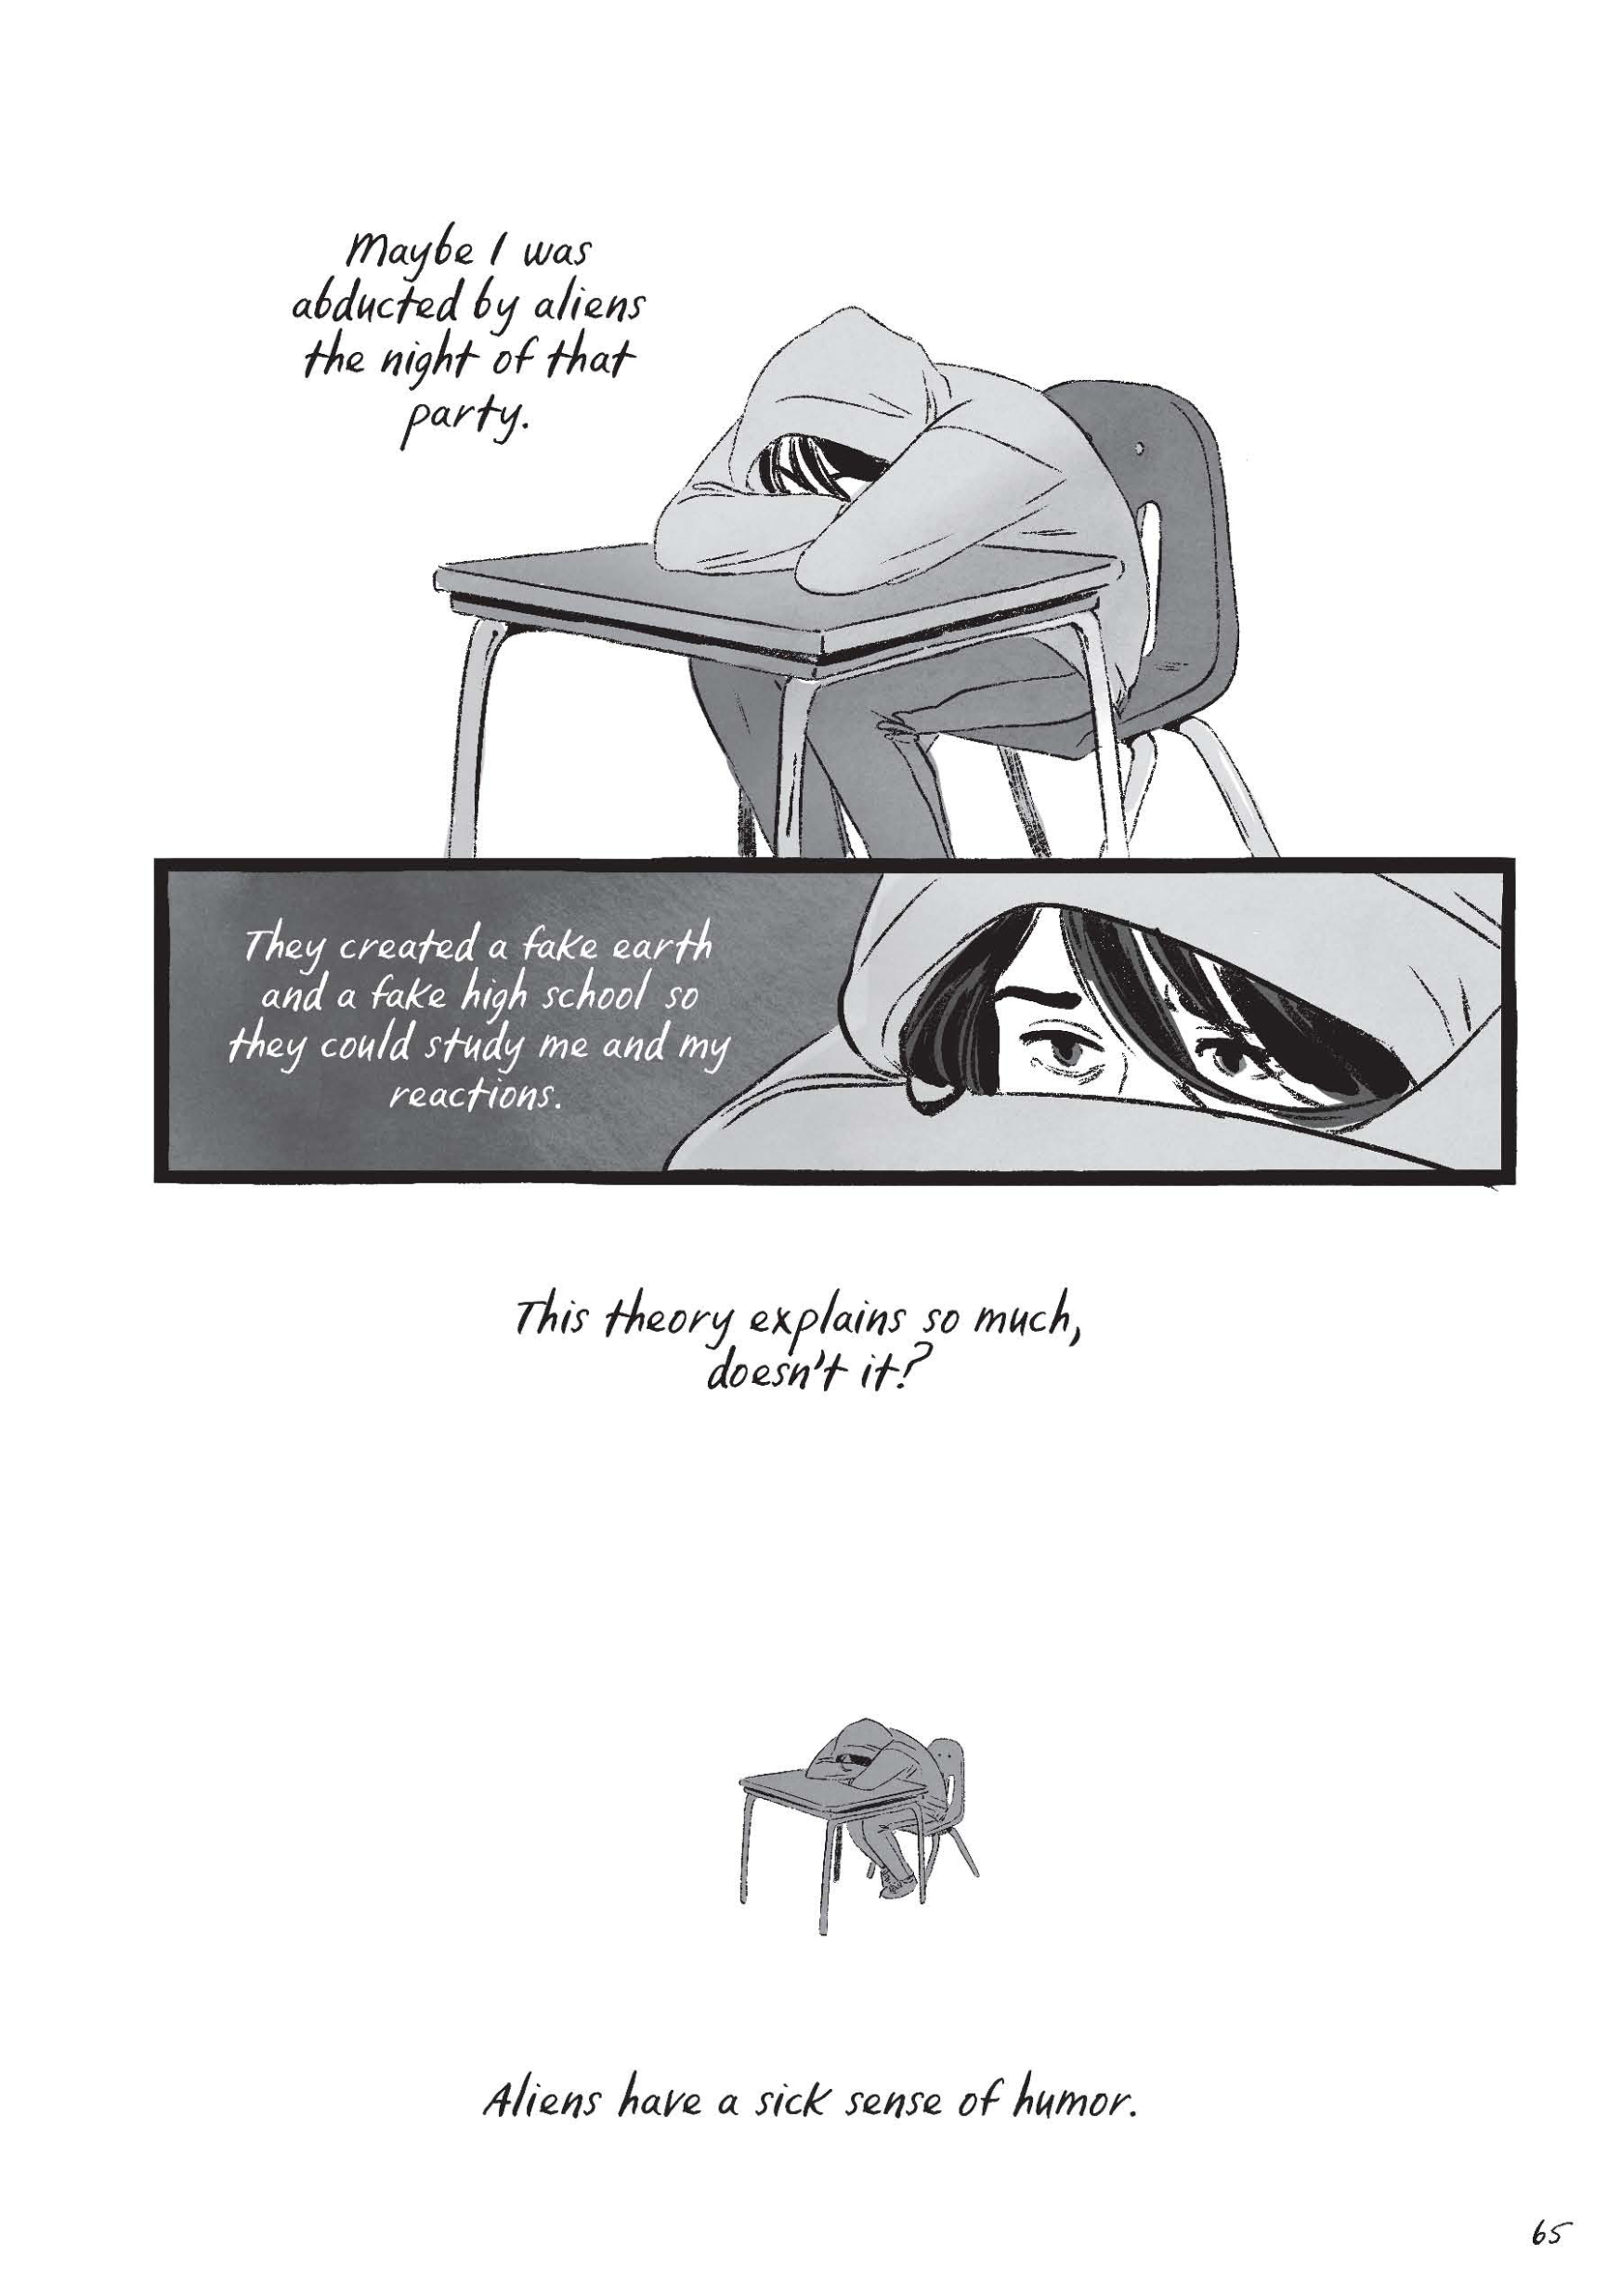 Maybe I was
abducted by aliens
the night of that
party.
They created a fake earth
and a fake high school so
they could study me and my
reactions.
This theory explains so much,
doesn't it?
Aliens have a sick sense of humor.
65